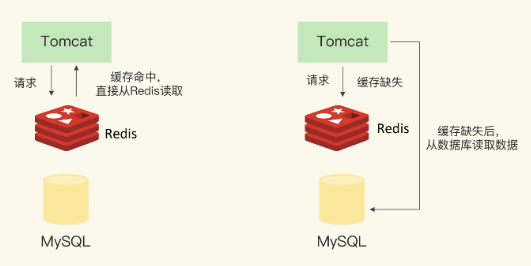 Tomcat
请求
缓存命中，
直接从Redis读取
Redis
MySQL
Tomcat
请求
缓存缺失
Redis
缓存缺失后，
从数据库读取数据
MySQL